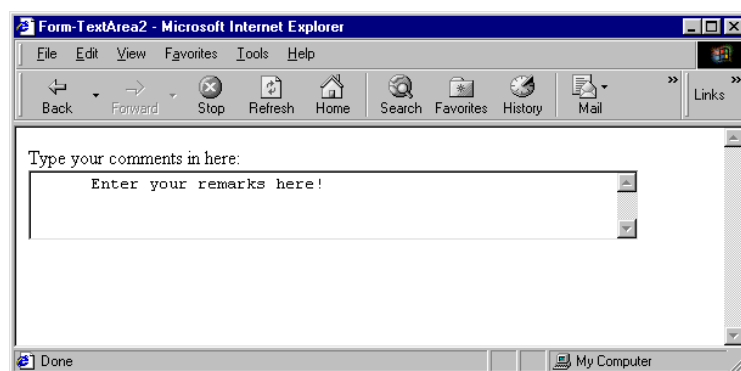 Form-TextArea2 - Microsoft Internet Explorer
File Edit View Favorites Tools Help
Back Forward Stop Refresh Home Search Favorites History Mail » Links »
Type your comments in here:
Enter your remarks here!
Done My Computer